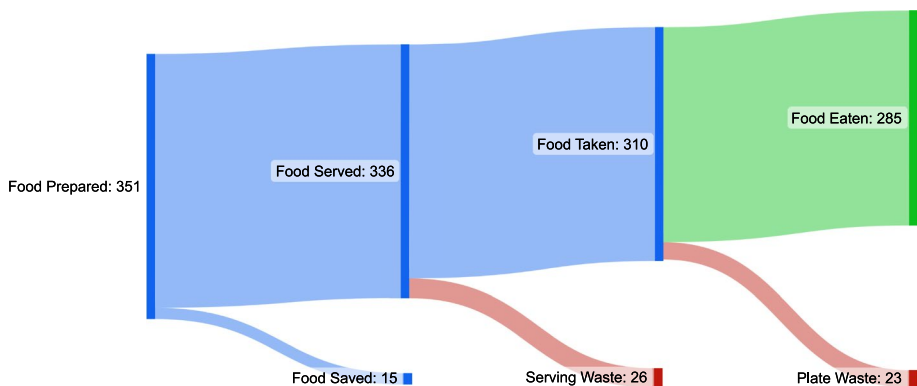 Food Prepared: 351
Food Served: 336
Food Taken: 310
Food Eaten: 285
Food Saved: 15
Serving Waste: 26
Plate Waste: 23